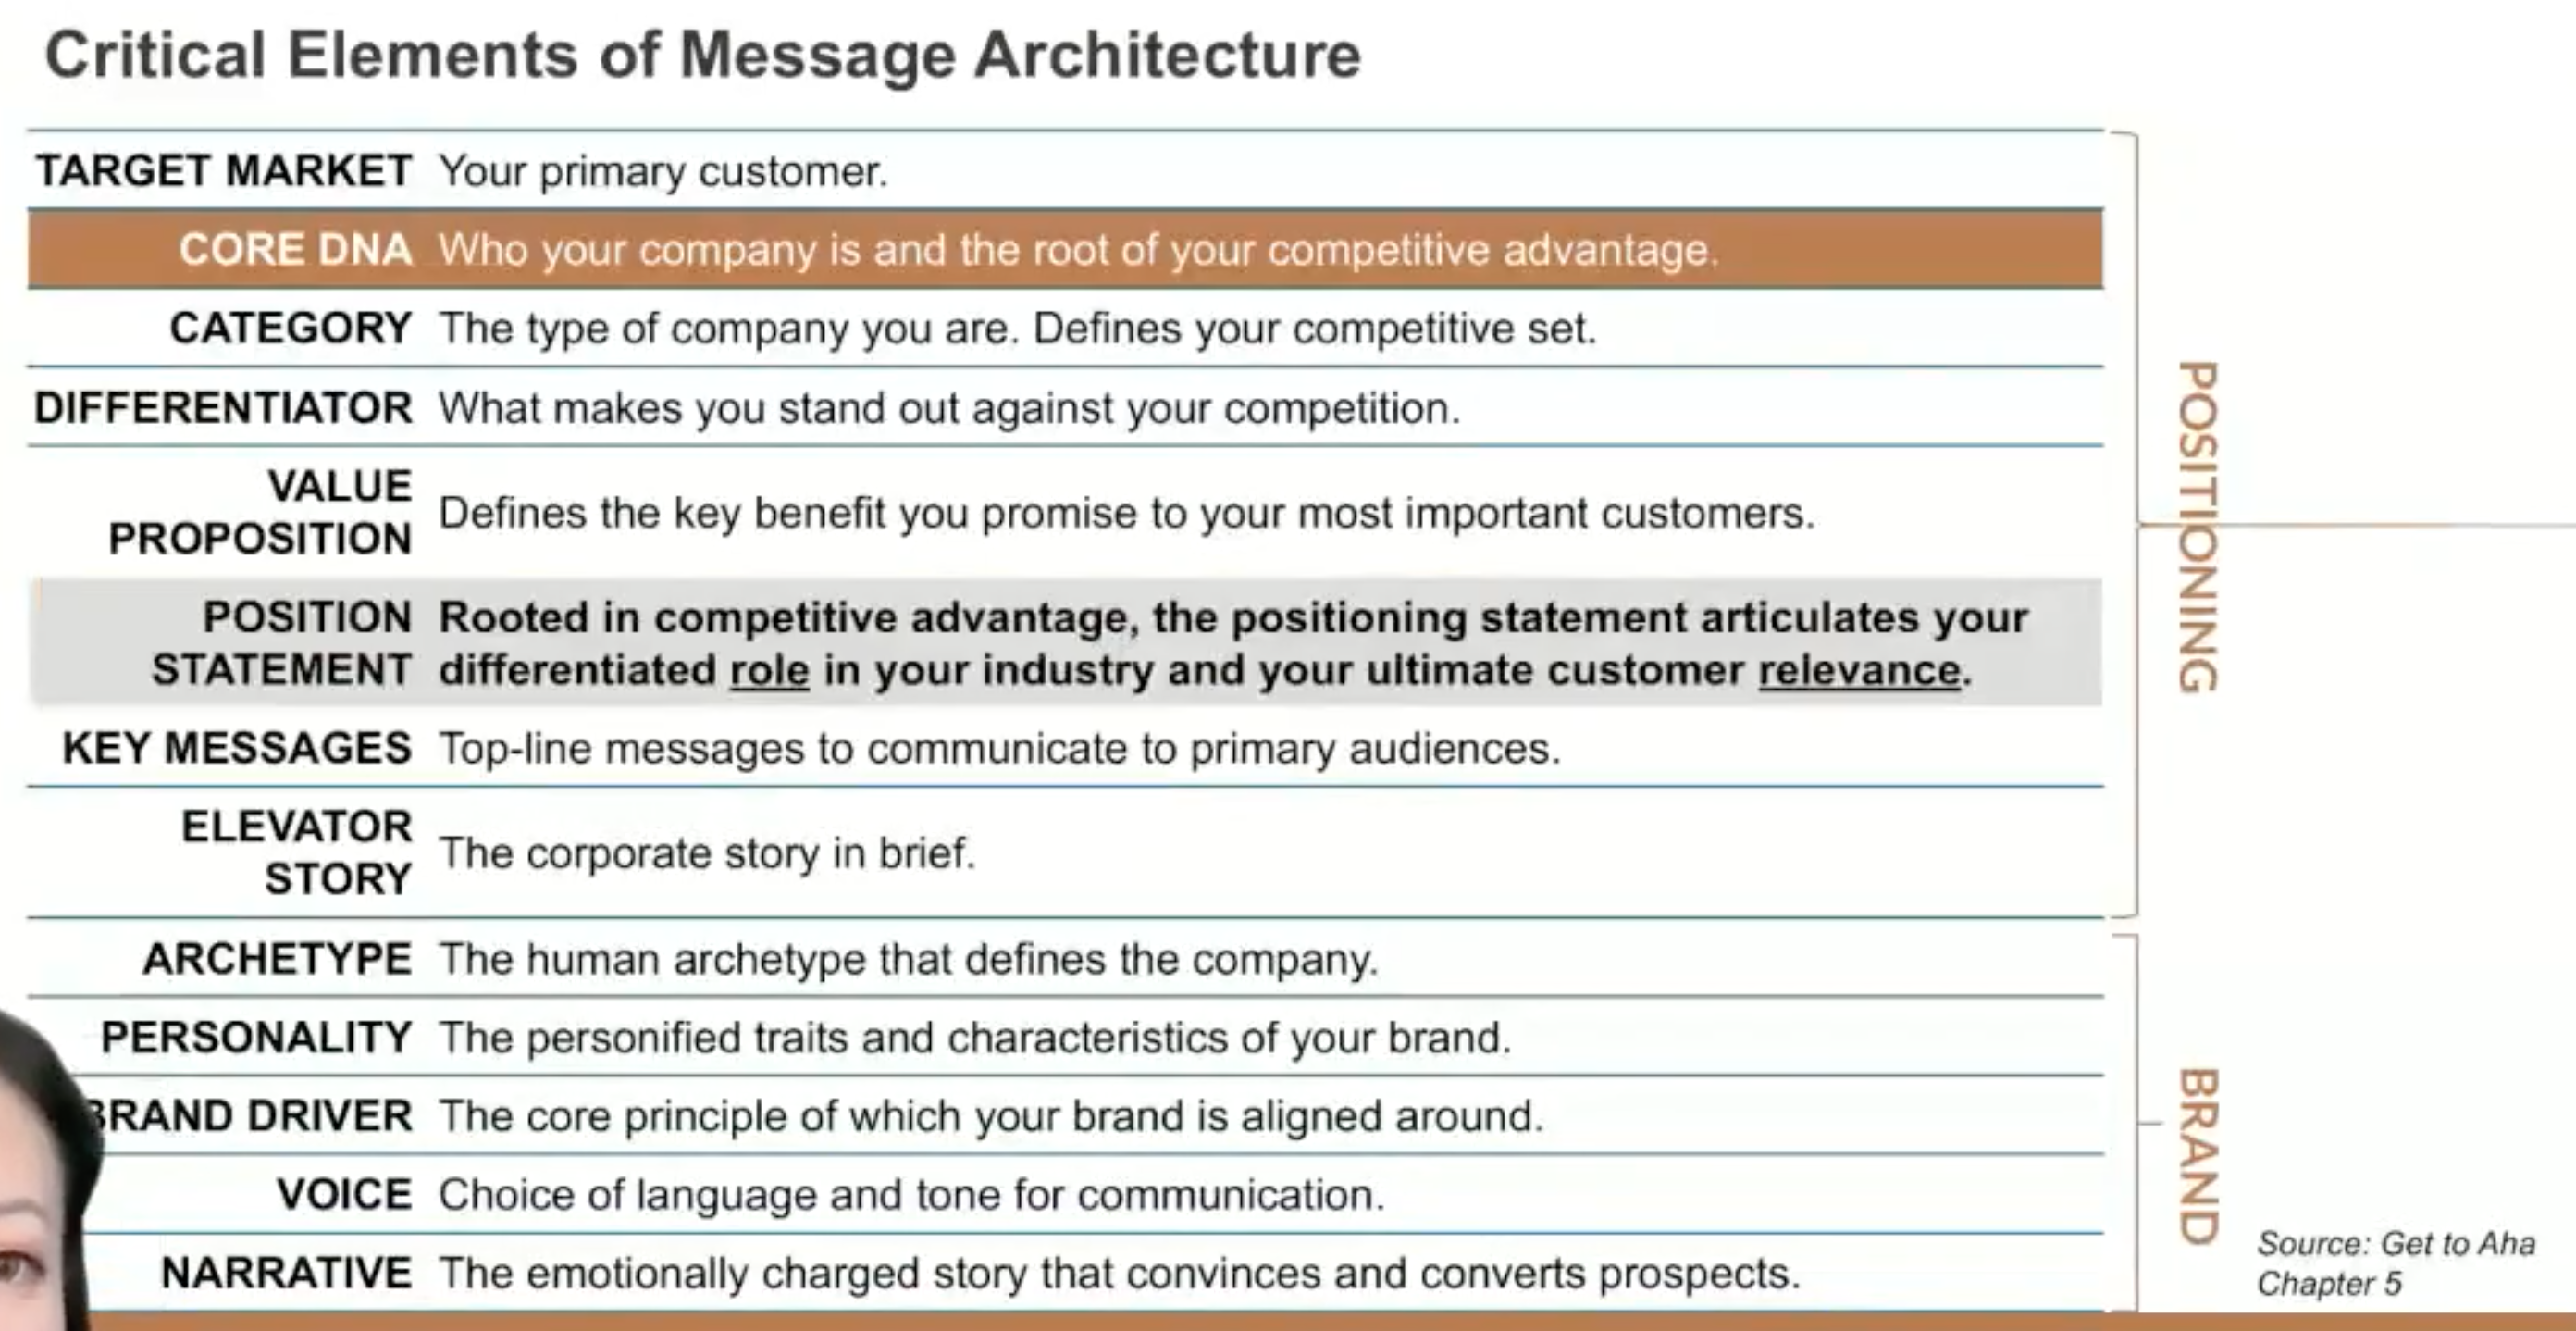 Critical Elements of Message Architecture
TARGET MARKET Your primary customer.
CORE DNA Who your company is and the root of your competitive advantage.
CATEGORY The type of company you are. Defines your competitive set.
DIFFERENTIATOR What makes you stand out against your competition.
VALUE
PROPOSITION
Defines the key benefit you promise to your most important customers.
POSITION
STATEMENT
Rooted in competitive advantage, the positioning statement articulates your
differentiated role in your industry and your ultimate customer relevance.
KEY MESSAGES Top-line messages to communicate to primary audiences.
ELEVATOR
STORY
The corporate story in brief.
POSITIONING
ARCHETYPE The human archetype that defines the company.
PERSONALITY The personified traits and characteristics of your brand.
BRAND DRIVER The core principle of which your brand is aligned around.
VOICE Choice of language and tone for communication.
NARRATIVE The emotionally charged story that convinces and converts prospects.
BRAND
Source: Get to Aha
Chapter 5